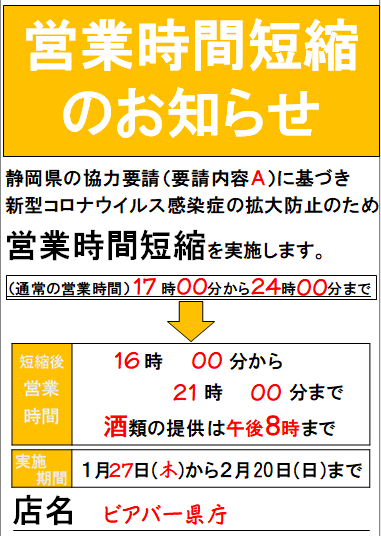 営業時間短縮
のお知らせ
静岡県の協力要請(要請内容A)に基づき
新型コロナウイルス感染症の拡大防止のため
営業時間短縮を実施します。
(通常の営業時間)17時00分から24時00分まで
短縮後
営業
時間
16時 00分から
21時 00分まで
酒類の提供は午後8時まで
実施
期間
1月27日(木)から2月20日(日)まで
店名 ビアバー県庁